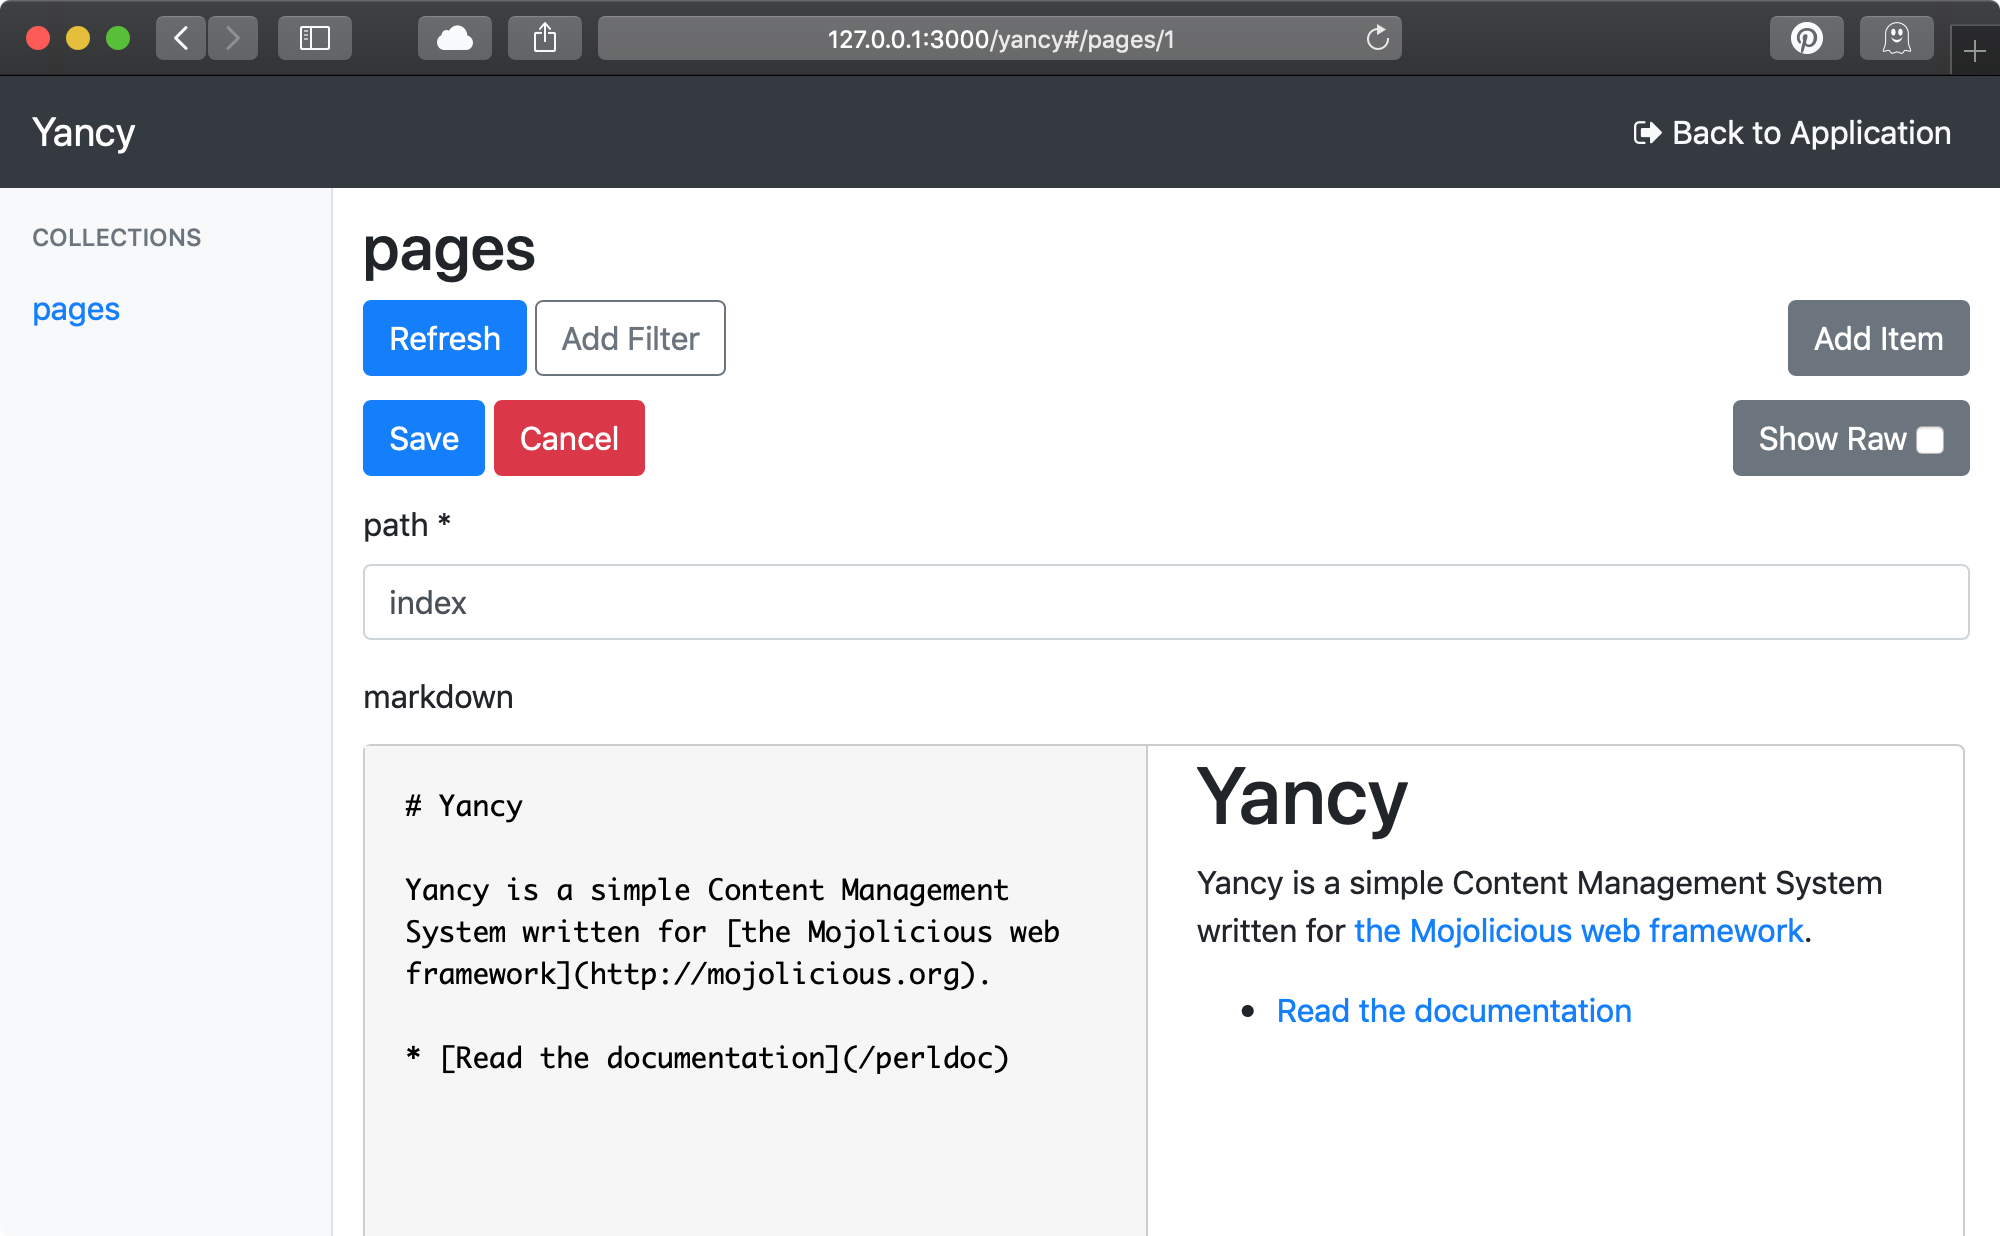 127.0.0.1:3000/yancy#/pages/1
Yancy
Back to Application
COLLECTIONS
pages
pages
Refresh
Add Filter
Add Item
Save
Cancel
Show Raw
path *
index
markdown
# Yancy
Yancy is a simple Content Management
System written for [the Mojolicious web
framework](http://mojolicious.org).
* [Read the documentation](/perldoc)
Yancy
Yancy is a simple Content Management System
written for the Mojolicious web framework.
• Read the documentation